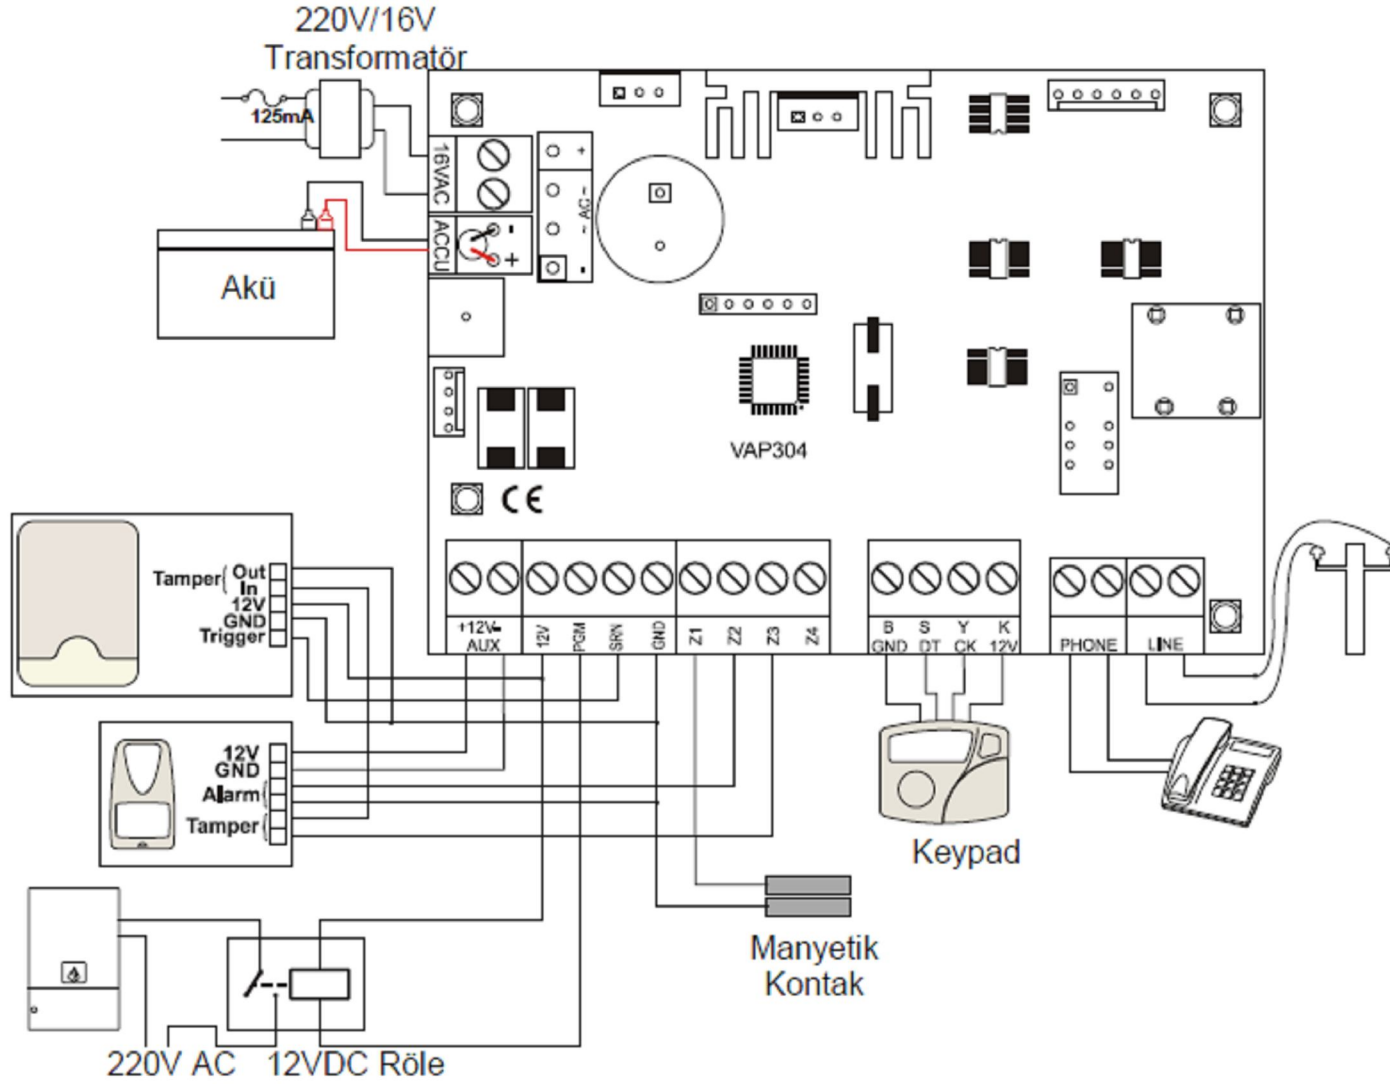 220V/16V
Transformatör
125mA
16VAC
+
~ AC ~
-
ACCU
-
+
Akü
VAP304
CE
Tamper
Out
In
12V
GND
Trigger
+12V-
AUX
12V
PGM
SRN
GND
Z1
Z2
Z3
Z4
B
S
Y
K
GND
DT
CK
12V
PHONE
LINE
12V
GND
Alarm
Tamper
Keypad
Manyetik
Kontak
220V AC
12VDC Röle